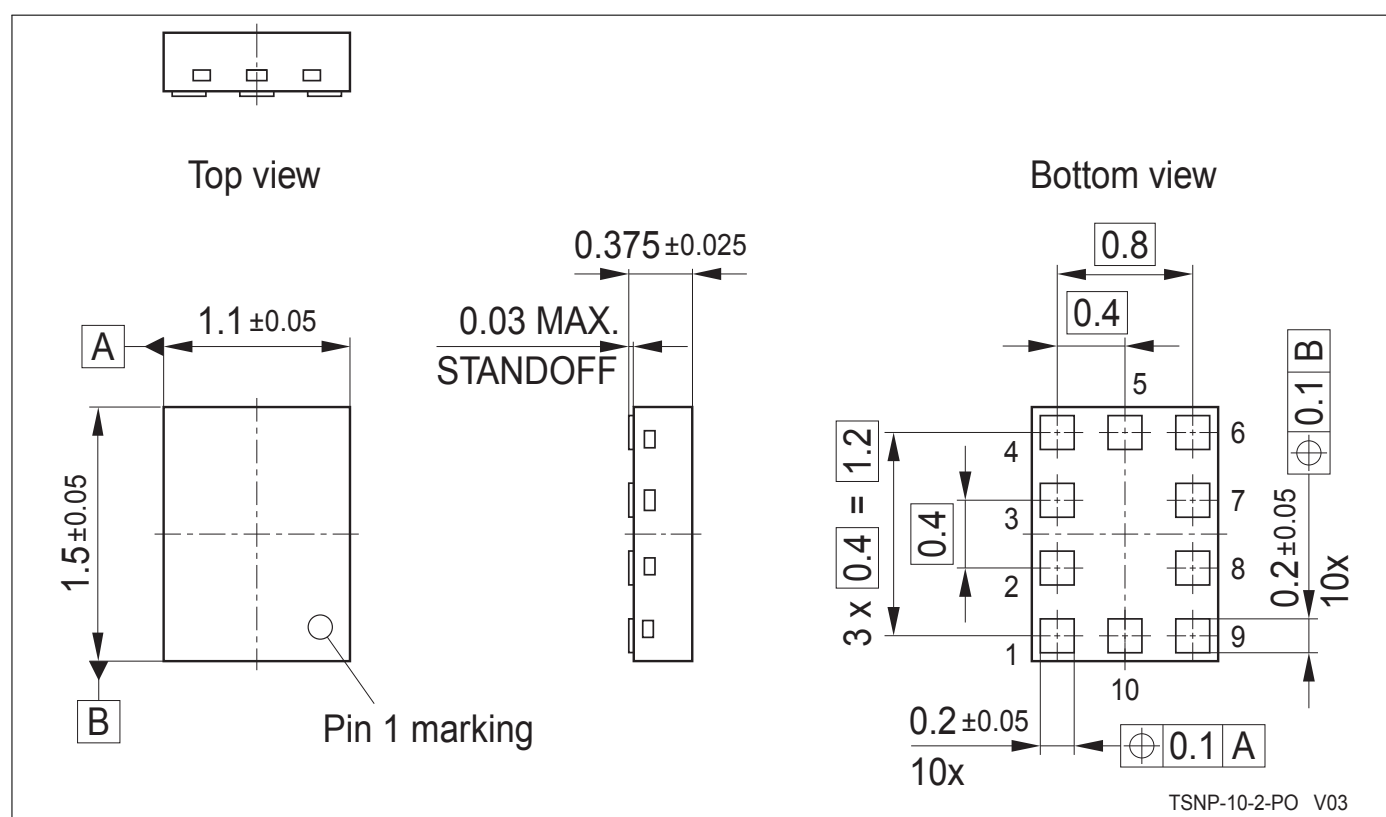 Top view
Bottom view
0.375 ±0.025
0.8
1.1 ±0.05
0.03 MAX.
STANDOFF
0.4
A
0.1 B
5
4
6
3
7
2
8
1
9
10
1.5 ±0.05
3 x 0.4 = 1.2
0.4
0.2 ±0.05
10x
B
Pin 1 marking
0.2 ±0.05
10x
0.1 A
TSNP-10-2-PO V03